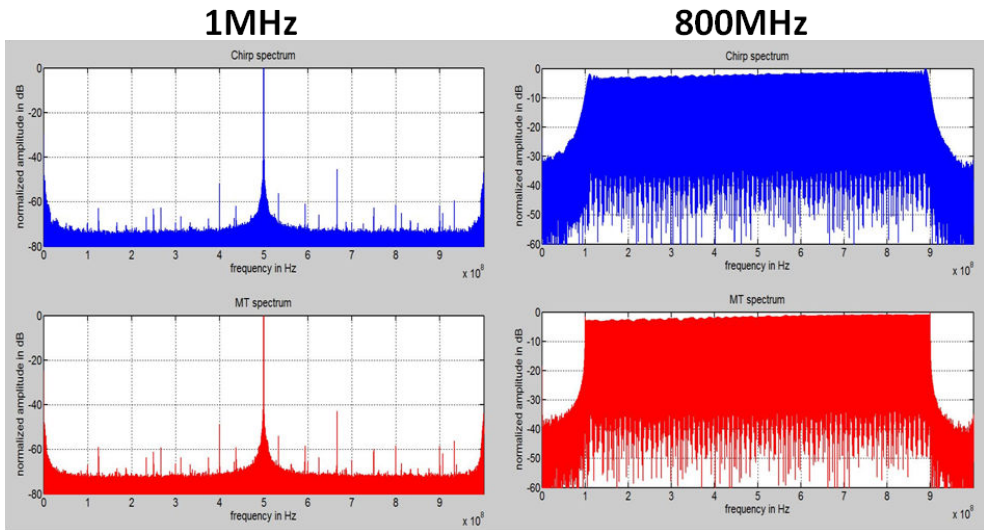 1MHz
800MHz
Chirp spectrum
normalized amplitude in dB
0
-20
-40
-60
-80
0 1 2 3 4 5 6 7 8 9
frequency in Hz
x 10^8
Chirp spectrum
normalized amplitude in dB
0
-10
-20
-30
-40
-50
-60
0 1 2 3 4 5 6 7 8 9
frequency in Hz
x 10^8
MT spectrum
normalized amplitude in dB
0
-20
-40
-60
-80
0 1 2 3 4 5 6 7 8 9
frequency in Hz
x 10^8
MT spectrum
normalized amplitude in dB
0
-10
-20
-30
-40
-50
-60
0 1 2 3 4 5 6 7 8 9
frequency in Hz
x 10^8